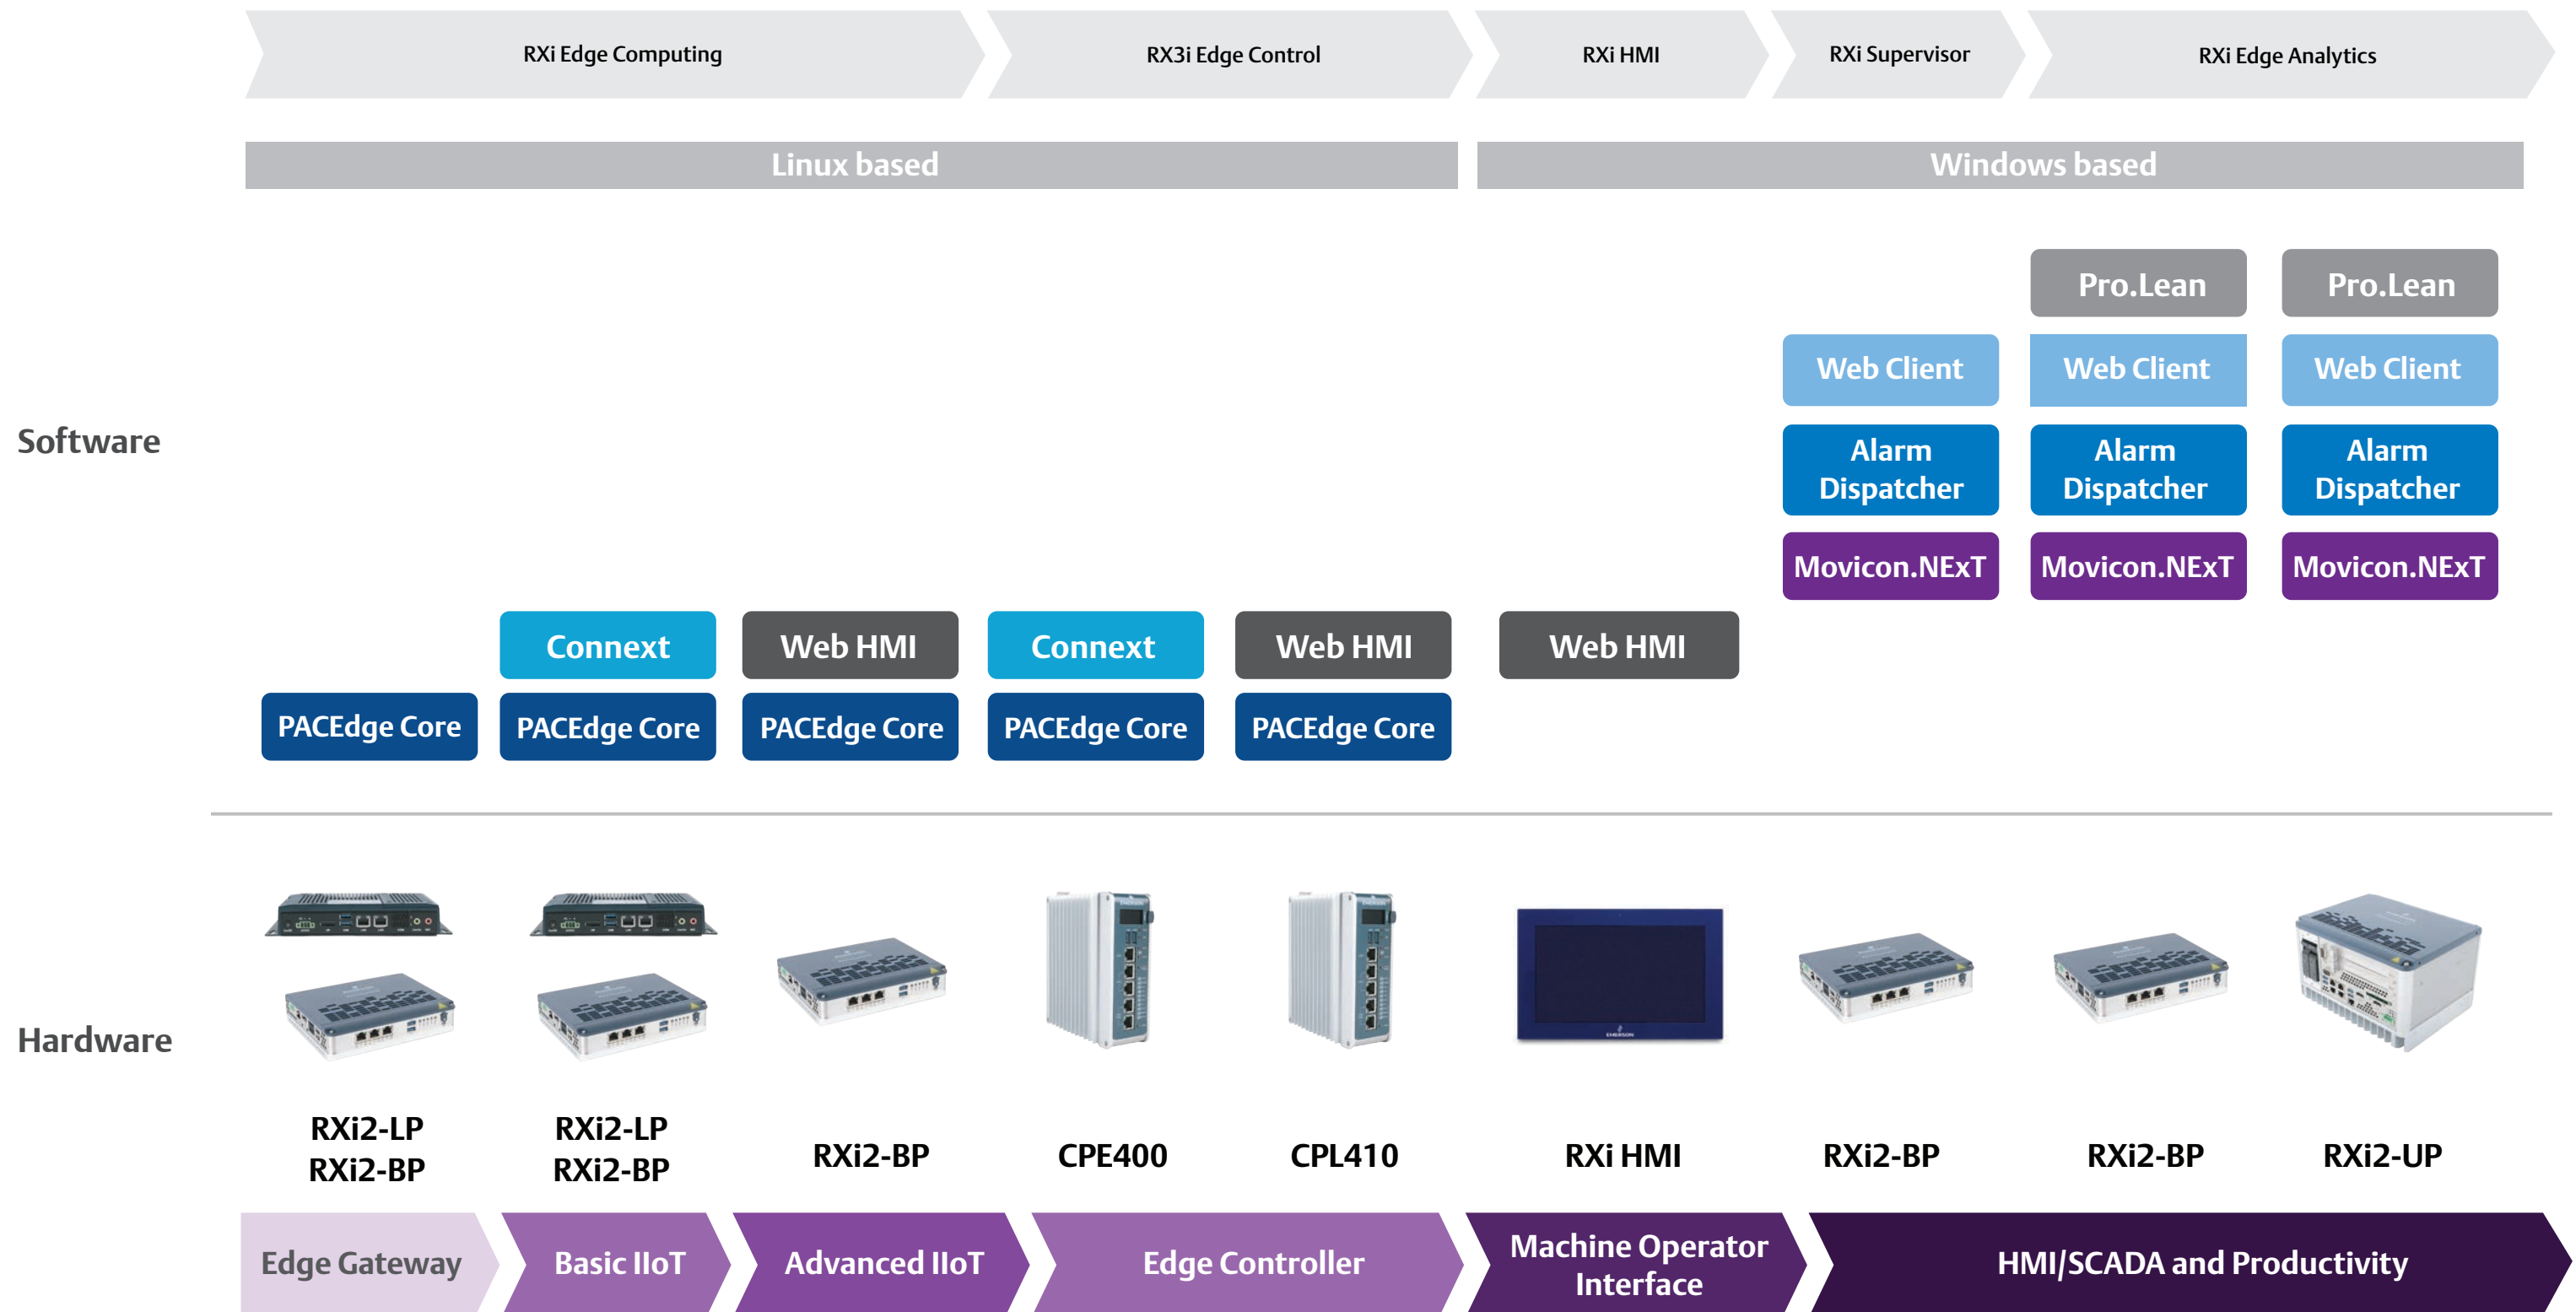 RXi Edge Computing
RX3i Edge Control
RXi HMI
RXi Supervisor
RXi Edge Analytics
Linux based
Windows based
Software
Pro.Lean
Pro.Lean
Web Client
Web Client
Web Client
Alarm
Dispatcher
Alarm
Dispatcher
Alarm
Dispatcher
Movicon.NExT
Movicon.NExT
Movicon.NExT
Connext
Web HMI
Connext
Web HMI
Web HMI
PACEdge Core
PACEdge Core
PACEdge Core
PACEdge Core
PACEdge Core
Hardware
EMERSON
EMERSON
EMERSON
RXi2-LP
RXi2-BP
RXi2-LP
RXi2-BP
RXi2-BP
CPE400
CPL410
RXi HMI
RXi2-BP
RXi2-BP
RXi2-UP
Edge Gateway
Basic IIoT
Advanced IIoT
Edge Controller
Machine Operator
Interface
HMI/SCADA and Productivity